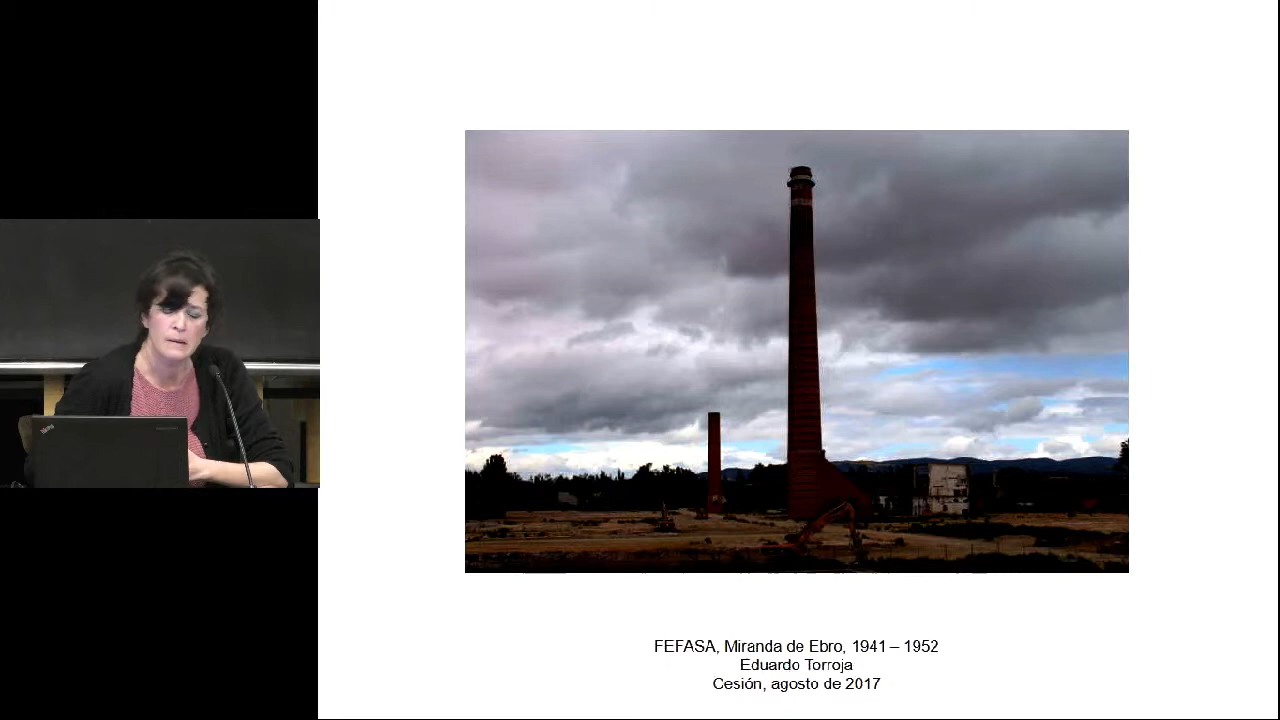 FEFASA, Miranda de Ebro, 1941 – 1952
Eduardo Torroja
Cesión, agosto de 2017